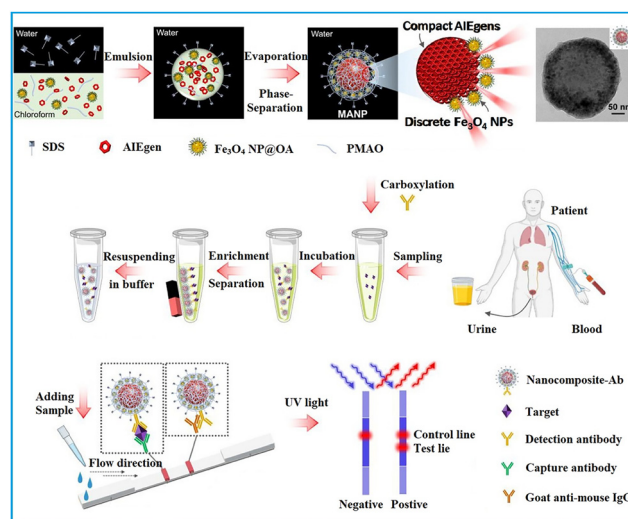 Water
Chloroform
Emulsion
Water
Evaporation
Phase-
Separation
Water
MANP
Compact AIEgens
Discrete Fe₃O₄ NPs
50 nm
SDS
AIEgen
Fe₃O₄ NP@OA
PMAO
Carboxylation
Resuspending
in buffer
Enrichment
Separation
Incubation
Sampling
Patient
Urine
Blood
Adding
Sample
Flow direction
UV light
Control line
Test lie
Negative
Postive
Nanocomposite-Ab
Target
Detection antibody
Capture antibody
Goat anti-mouse IgG